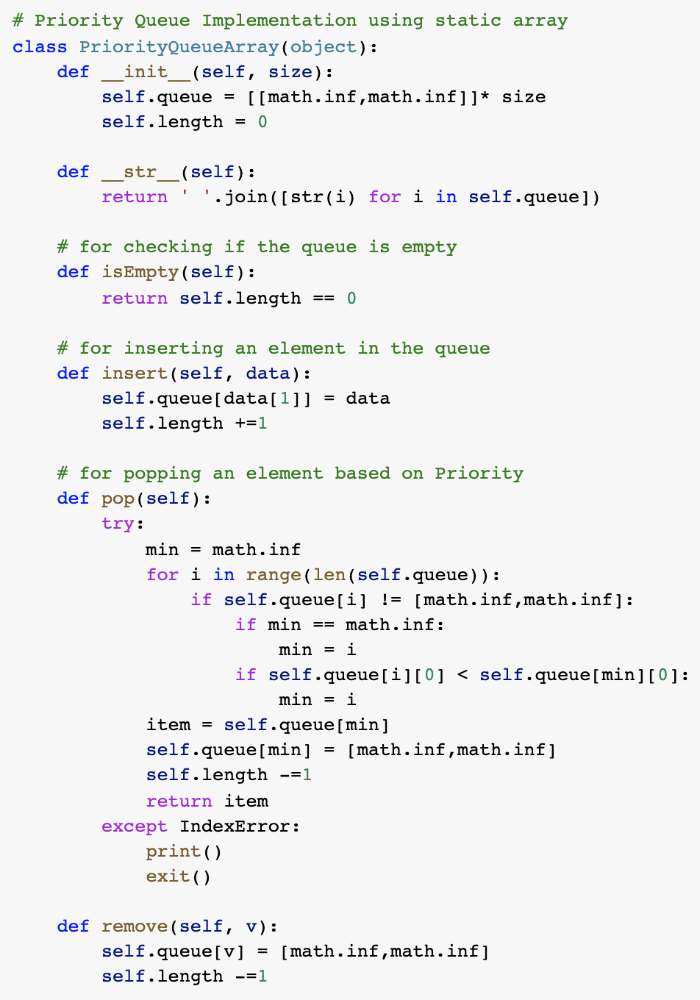 # Priority Queue Implementation using static array
class PriorityQueueArray(object):
    def __init__(self, size):
        self.queue = [[math.inf,math.inf]]* size
        self.length = 0

    def __str__(self):
        return ' '.join([str(i) for i in self.queue])

    # for checking if the queue is empty
    def isEmpty(self):
        return self.length == 0

    # for inserting an element in the queue
    def insert(self, data):
        self.queue[data[1]] = data
        self.length +=1

    # for popping an element based on Priority
    def pop(self):
        try:
            min = math.inf
            for i in range(len(self.queue)):
                if self.queue[i] != [math.inf,math.inf]:
                    if min == math.inf:
                        min = i
                    if self.queue[i][0] < self.queue[min][0]:
                        min = i
            item = self.queue[min]
            self.queue[min] = [math.inf,math.inf]
            self.length -=1
            return item
        except IndexError:
            print()
            exit()

    def remove(self, v):
        self.queue[v] = [math.inf,math.inf]
        self.length -=1